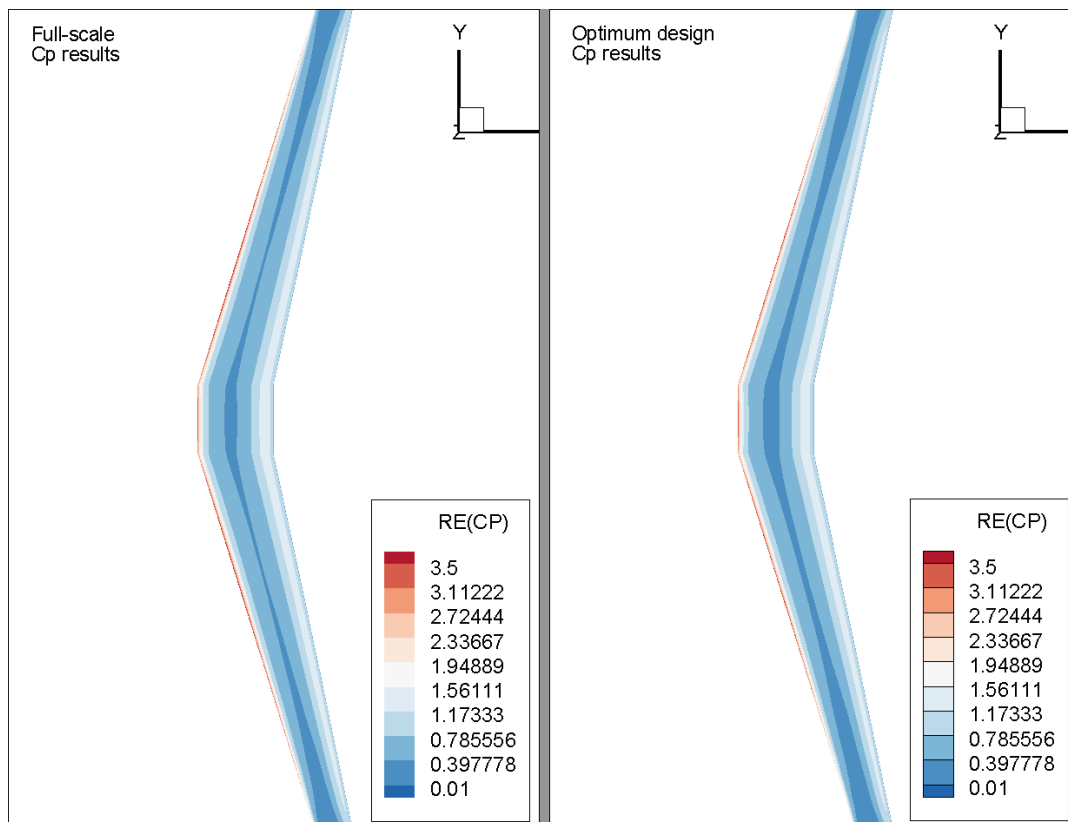 Full-scale
Cp results
Y
Z
RE(CP)
3.5
3.11222
2.72444
2.33667
1.94889
1.56111
1.17333
0.785556
0.397778
0.01
Optimum design
Cp results
Y
Z
RE(CP)
3.5
3.11222
2.72444
2.33667
1.94889
1.56111
1.17333
0.785556
0.397778
0.01